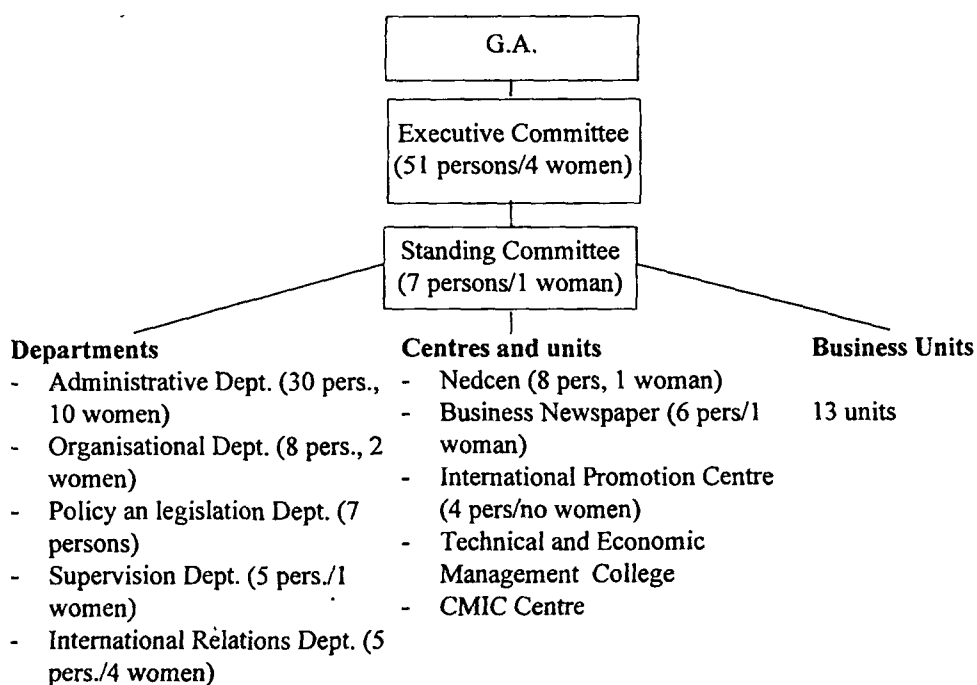 G.A.
Executive Committee
(51 persons/4 women)
Standing Committee
(7 persons/1 woman)
Departments
- Administrative Dept. (30 pers.,
10 women)
- Organisational Dept. (8 pers., 2
women)
- Policy an legislation Dept. (7
persons)
- Supervision Dept. (5 pers./1
women)
- International Relations Dept. (5
pers./4 women)
Centres and units
- Nedcen (8 pers, 1 woman)
- Business Newspaper (6 pers/1
woman)
- International Promotion Centre
(4 pers/no women)
- Technical and Economic
Management College
- CMIC Centre
Business Units
13 units